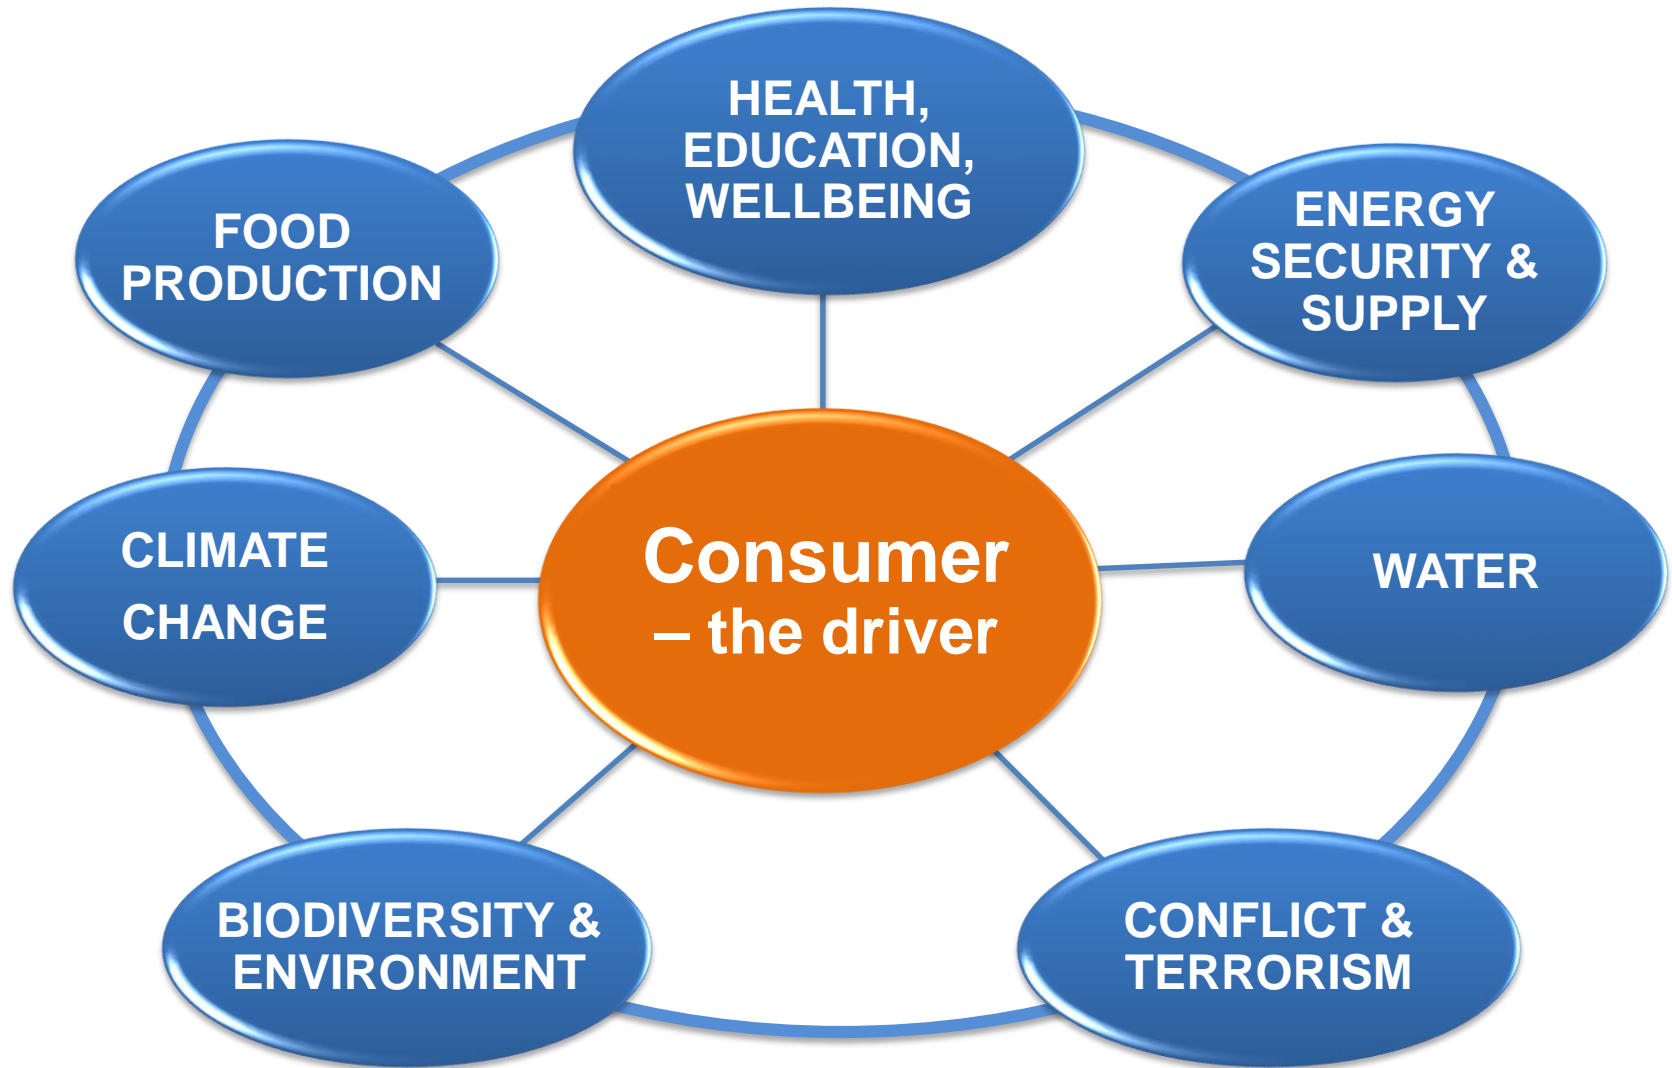 HEALTH,
EDUCATION,
WELLBEING
ENERGY
SECURITY &
SUPPLY
WATER
CONFLICT &
TERRORISM
BIODIVERSITY &
ENVIRONMENT
CLIMATE
CHANGE
FOOD
PRODUCTION
Consumer
– the driver